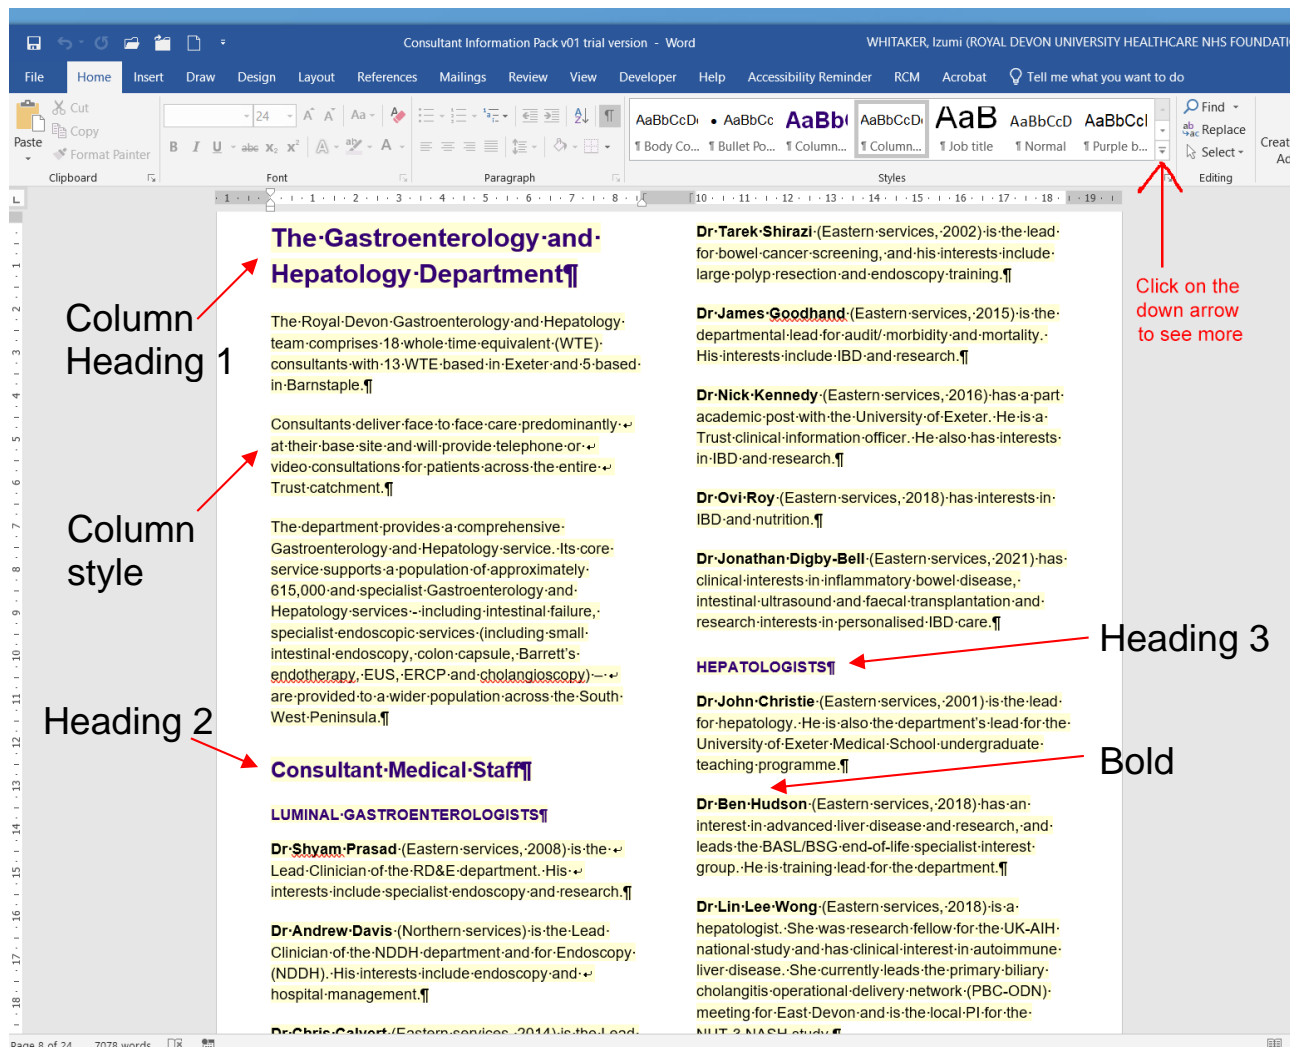 Consultant Information Pack v01 trial version - Word
WHITAKER, Izumi (ROYAL DEVON UNIVERSITY HEALTHCARE NHS FOUNDATI
File Home Insert Draw Design Layout References Mailings Review View Developer Help Accessibility Reminder RCM Acrobat Tell me what you want to do
Cut
Copy
Format Painter
Paste
Clipboard
24
Aa
B I U abc X₂ X²
Font
Paragraph
AaBbCcD • AaBbCc AaBb AaBbCcD AaB AaBbCcD AaBbCcl
¶ Body Co... ¶ Bullet Po... ¶ Column... ¶ Column... ¶ Job title ¶ Normal ¶ Purple b...
Styles
Find
Replace
Select
Editing
Creat
Ad
The·Gastroenterology·and·
Hepatology·Department¶
The·Royal·Devon·Gastroenterology·and·Hepatology·
team·comprises·18·whole·time·equivalent·(WTE)·
consultants·with·13·WTE·based·in·Exeter·and·5·based·
in·Barnstaple.¶
Consultants·deliver·face·to·face·care·predominantly·↵
at·their·base·site·and·will·provide·telephone·or·↵
video·consultations·for·patients·across·the·entire·↵
Trust·catchment.¶
The·department·provides·a·comprehensive·
Gastroenterology·and·Hepatology·service.·Its·core·
service·supports·a·population·of·approximately·
615,000·and·specialist·Gastroenterology·and·
Hepatology·services·-·including·intestinal·failure,·
specialist·endoscopic·services·(including·small·
intestinal·endoscopy,·colon·capsule,·Barrett's·
endotherapy,·EUS,·ERCP·and·cholangioscopy)·–·↵
are·provided·to·a·wider·population·across·the·South·
West·Peninsula.¶
Consultant·Medical·Staff¶
LUMINAL·GASTROENTEROLOGISTS¶
Dr·Shyam·Prasad·(Eastern·services,·2008)·is·the·↵
Lead·Clinician·of·the·RD&E·department.·His·↵
interests·include·specialist·endoscopy·and·research.¶
Dr·Andrew·Davis·(Northern·services)·is·the·Lead·
Clinician·of·the·NDDH·department·and·for·Endoscopy·
(NDDH).·His·interests·include·endoscopy·and·↵
hospital·management.¶
Dr·Chris·Calvert·(Eastern·services,·2014)·is·the·Lead·
Dr·Tarek·Shirazi·(Eastern·services,·2002)·is·the·lead·
for·bowel·cancer·screening,·and·his·interests·include·
large·polyp·resection·and·endoscopy·training.¶
Dr·James·Goodhand·(Eastern·services,·2015)·is·the·
departmental·lead·for·audit/·morbidity·and·mortality.·
His·interests·include·IBD·and·research.¶
Dr·Nick·Kennedy·(Eastern·services,·2016)·has·a·part·
academic·post·with·the·University·of·Exeter.·He·is·a·
Trust·clinical·information·officer.·He·also·has·interests·
in·IBD·and·research.¶
Dr·Ovi·Roy·(Eastern·services,·2018)·has·interests·in·
IBD·and·nutrition.¶
Dr·Jonathan·Digby-Bell·(Eastern·services,·2021)·has·
clinical·interests·in·inflammatory·bowel·disease,·
intestinal·ultrasound·and·faecal·transplantation·and·
research·interests·in·personalised·IBD·care.¶
HEPATOLOGISTS¶
Dr·John·Christie·(Eastern·services,·2001)·is·the·lead·
for·hepatology.·He·is·also·the·department's·lead·for·the·
University·of·Exeter·Medical·School·undergraduate·
teaching·programme.¶
Dr·Ben·Hudson·(Eastern·services,·2018)·has·an·
interest·in·advanced·liver·disease·and·research,·and·
leads·the·BASL/BSG·end-of-life·specialist·interest·
group.·He·is·training·lead·for·the·department.¶
Dr·Lin·Lee·Wong·(Eastern·services,·2018)·is·a·
hepatologist.·She·was·research·fellow·for·the·UK-AIH·
national·study·and·has·clinical·interest·in·autoimmune·
liver·disease.·She·currently·leads·the·primary·biliary·
cholangitis·operational·delivery·network·(PBC-ODN)·
meeting·for·East·Devon·and·is·the·local·PI·for·the·
NUT-3·NASH·study.¶
Column
Heading 1
Column
style
Heading 2
Click on the
down arrow
to see more
Heading 3
Bold
Page 8 of 24 7078 words